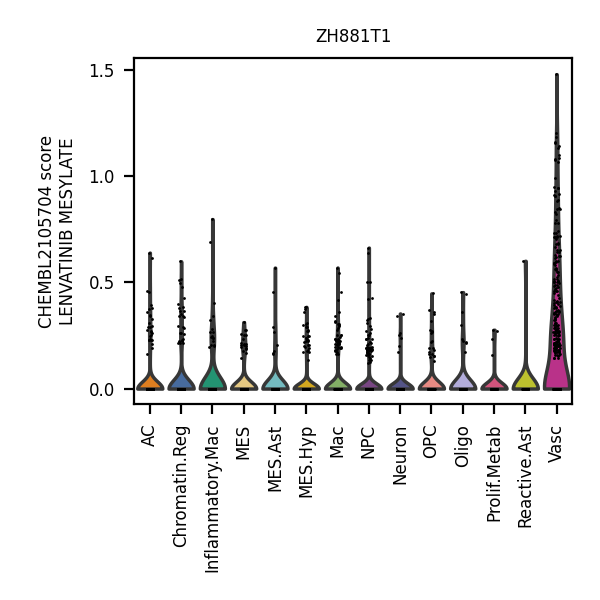 ZH881T1
CHEMBL2105704 score
LENVATINIB MESYLATE
1.5
1.0
0.5
0.0
AC
Chromatin.Reg
Inflammatory.Mac
MES
MES.Ast
MES.Hyp
Mac
NPC
Neuron
OPC
Oligo
Prolif.Metab
Reactive.Ast
Vasc